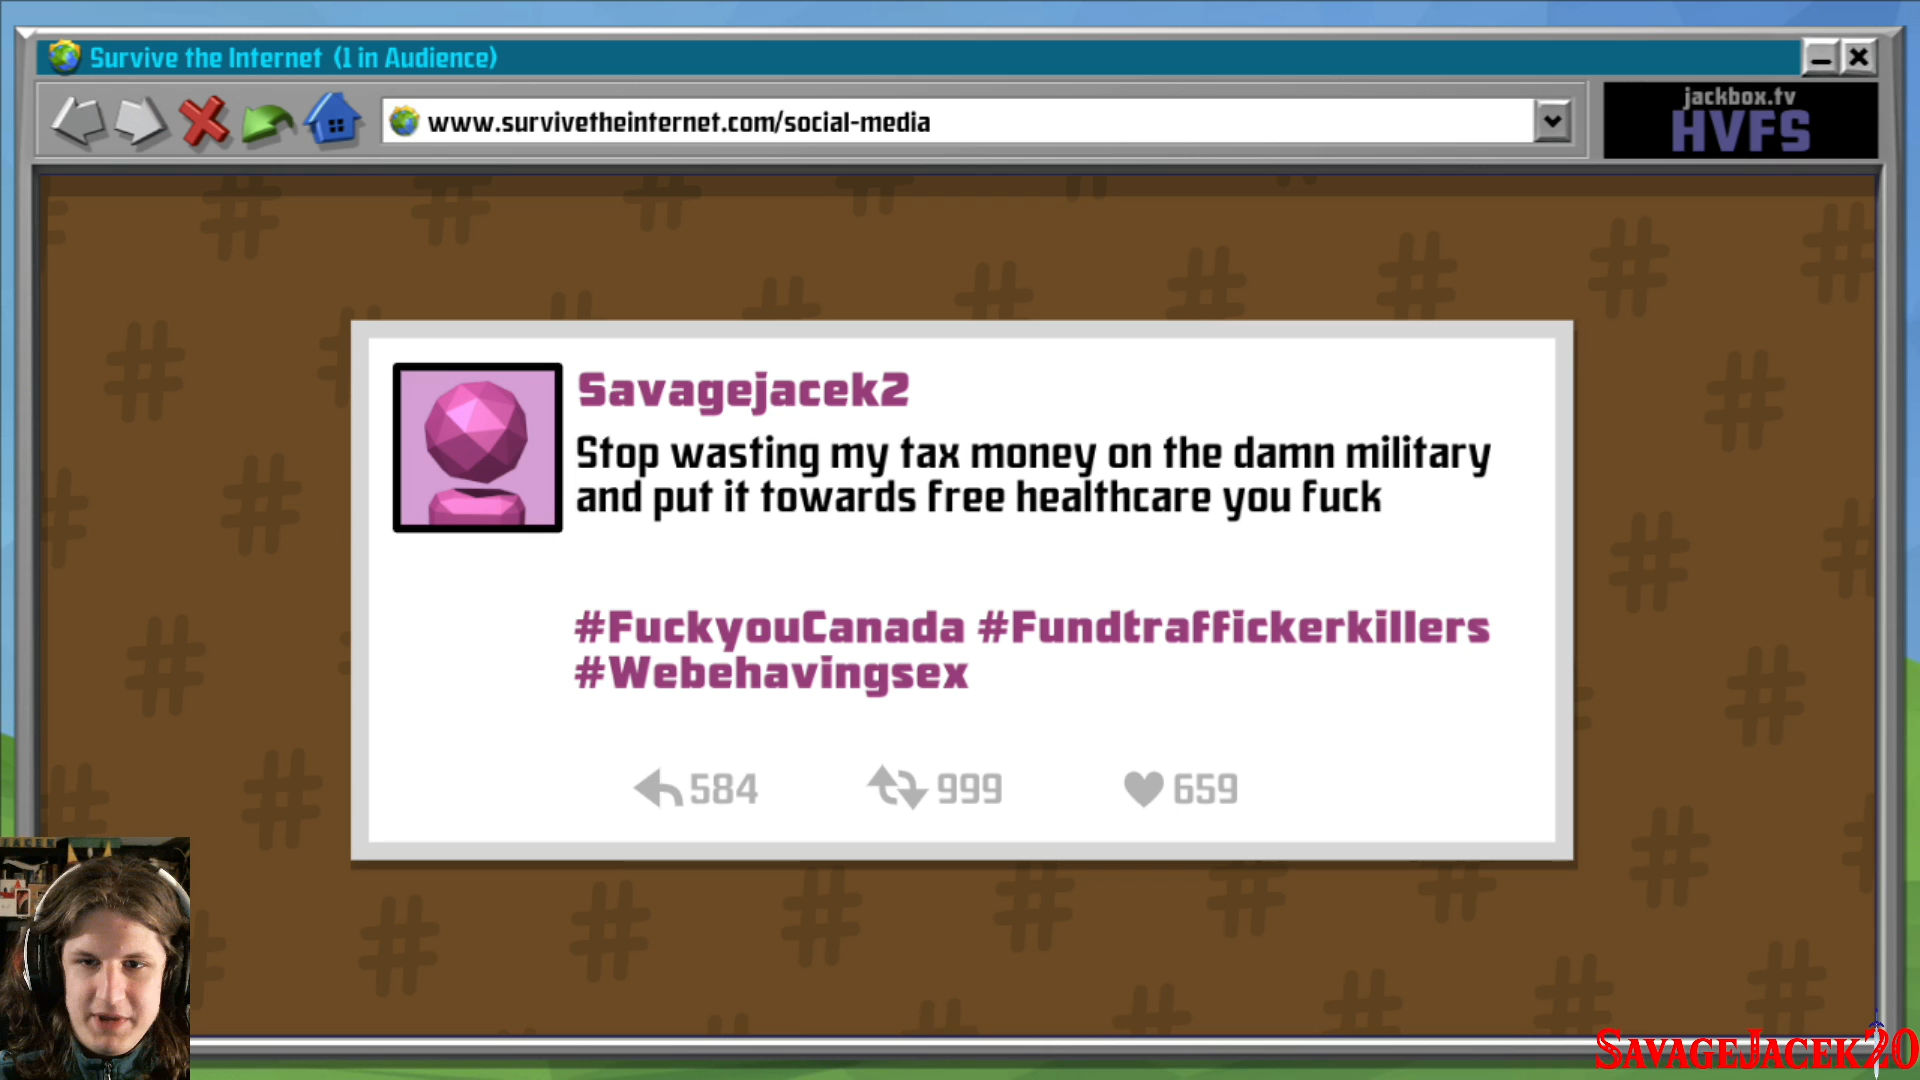 Survive the Internet (1 in Audience)
www.survivetheinternet.com/social-media
jackbox.tv
HVFS
Savagejacek2
Stop wasting my tax money on the damn military
and put it towards free healthcare you fuck
#FuckyouCanada #Fundtraffickerkillers
#Webehavingsex
584 999 659
JACEK
SavageJacek20